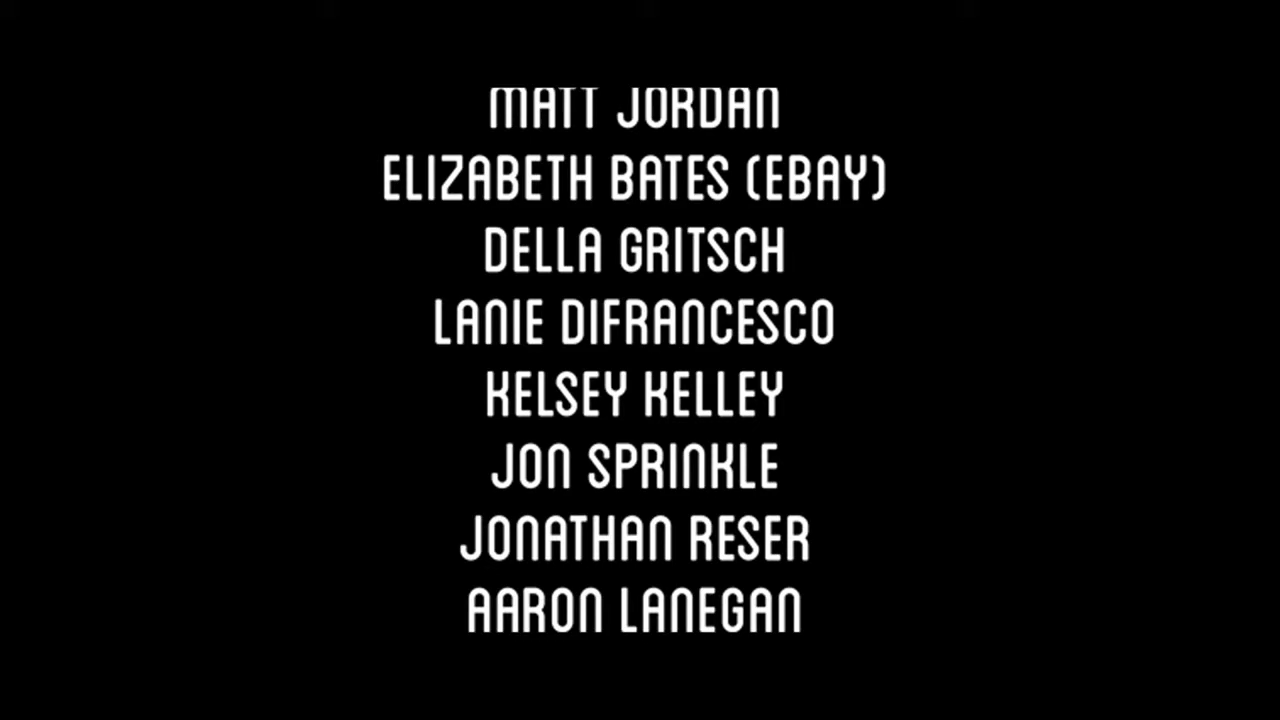 MATT JORDAN
ELIZABETH BATES (EBAY)
DELLA GRITSCH
LANIE DIFRANCESCO
KELSEY KELLEY
JON SPRINKLE
JONATHAN RESER
AARON LANEGAN